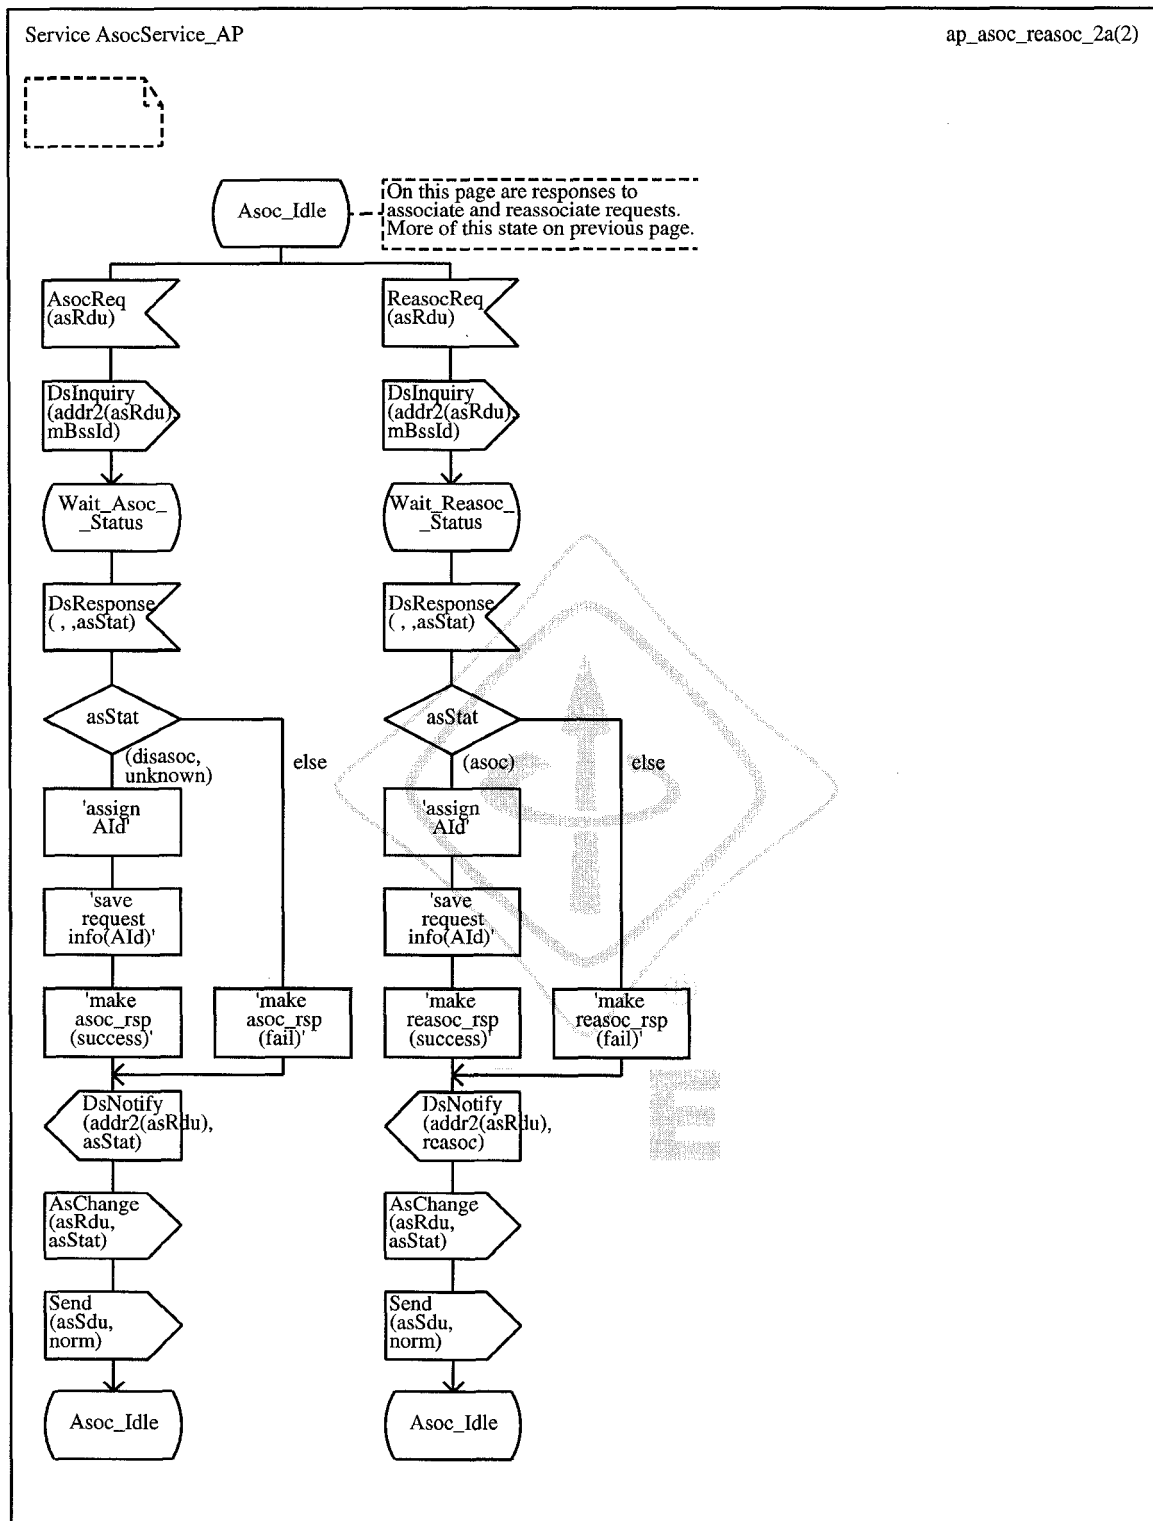 Service AsocService_AP
ap_asoc_reasoc_2a(2)
Asoc_Idle
On this page are responses to
associate and reassociate requests.
More of this state on previous page.
AsocReq
(asRdu)
DsInquiry
(addr2(asRdu),
mBssId)
Wait_Asoc_
_Status
DsResponse
( , ,asStat)
asStat
(disasoc,
unknown)
else
'assign
AId'
'save
request
info(AId)'
'make
asoc_rsp
(success)'
'make
asoc_rsp
(fail)'
DsNotify
(addr2(asRdu),
asStat)
AsChange
(asRdu,
asStat)
Send
(asSdu,
norm)
Asoc_Idle
ReasocReq
(asRdu)
DsInquiry
(addr2(asRdu),
mBssId)
Wait_Reasoc_
_Status
DsResponse
( , ,asStat)
asStat
(asoc)
else
'assign
AId'
'save
request
info(AId)'
'make
reasoc_rsp
(success)'
'make
reasoc_rsp
(fail)'
DsNotify
(addr2(asRdu),
reasoc)
AsChange
(asRdu,
asStat)
Send
(asSdu,
norm)
Asoc_Idle
E